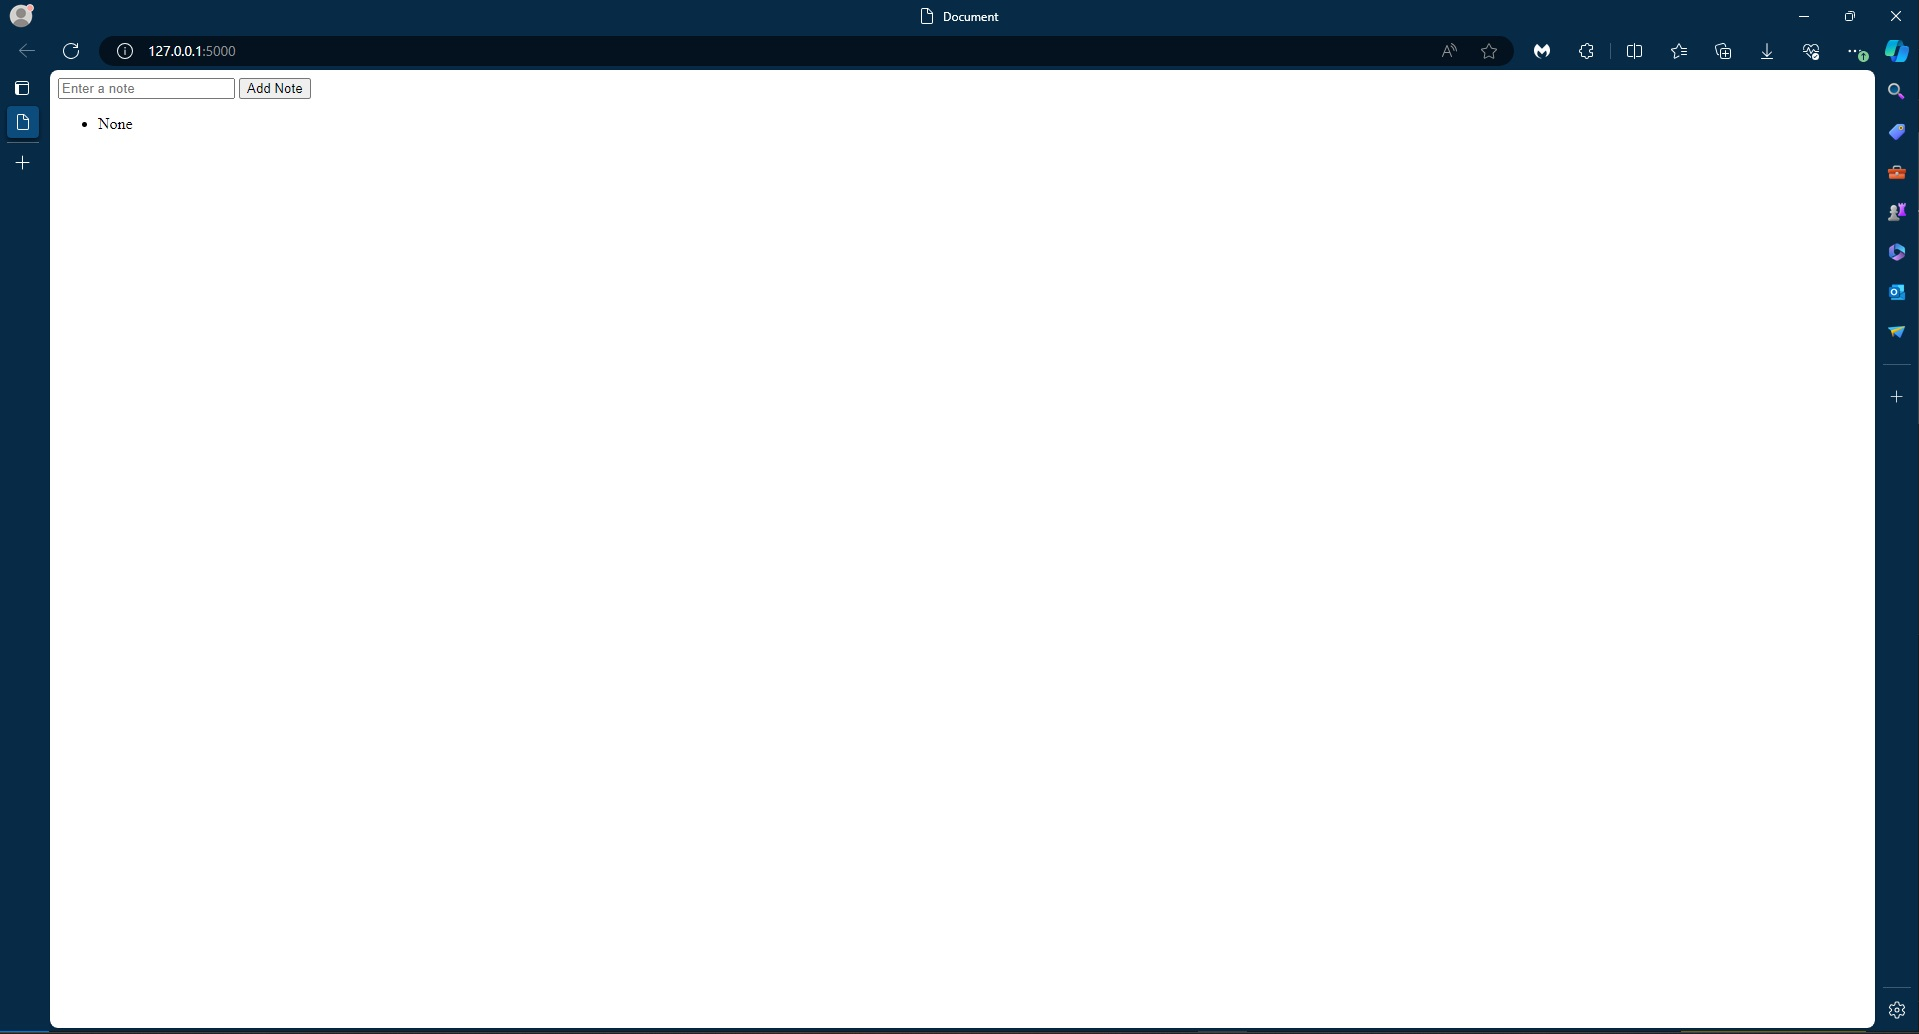 Document
127.0.0.1:5000
Enter a note
Add Note
• None